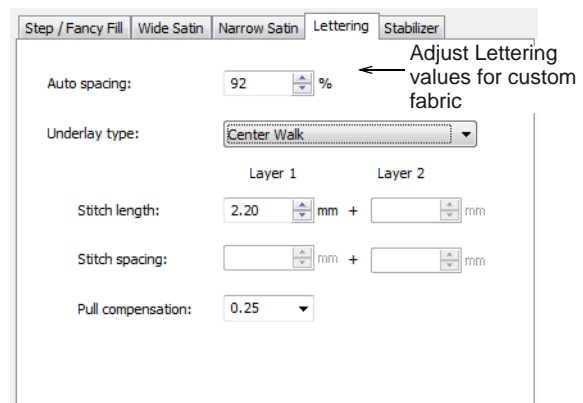 Step / Fancy Fill Wide Satin Narrow Satin Lettering Stabilizer
Adjust Lettering
values for custom
fabric
Auto spacing: 92 %
Underlay type: Center Walk
Layer 1 Layer 2
Stitch length: 2.20 mm + mm
Stitch spacing: mm + mm
Pull compensation: 0.25